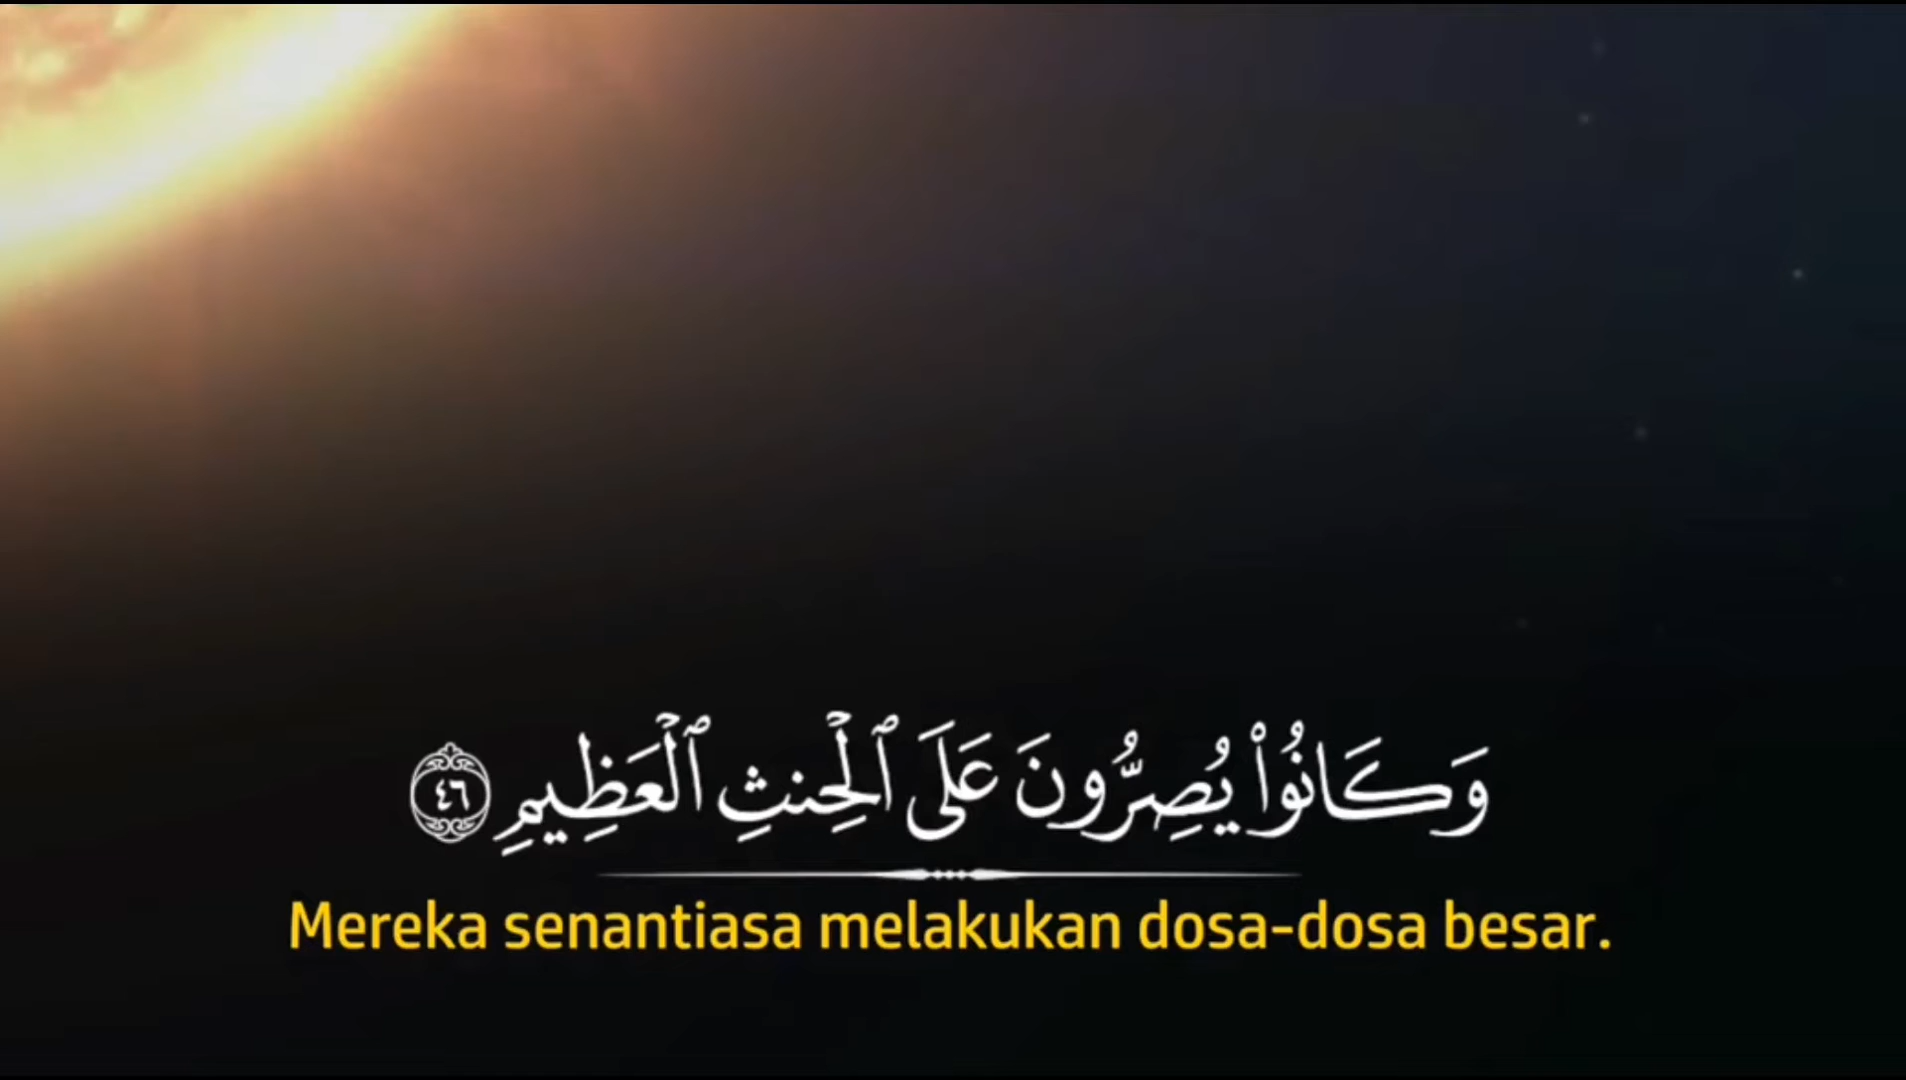 وَكَانُوا۟ يُصِرُّونَ عَلَى ٱلْحِنثِ ٱلْعَظِيمِ ٤٦
Mereka senantiasa melakukan dosa-dosa besar.